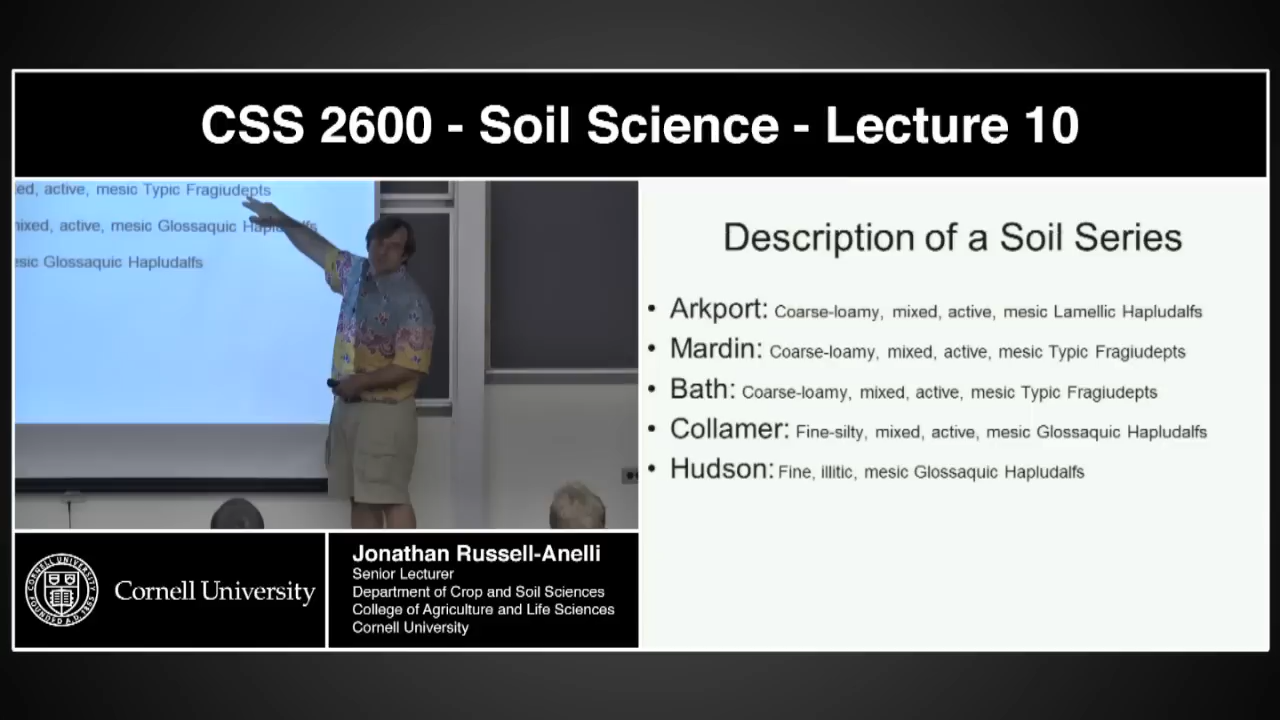 CSS 2600 - Soil Science - Lecture 10
ed, active, mesic Typic Fragiudepts
mixed, active, mesic Glossaquic Hapludalfs
esic Glossaquic Hapludalfs
Description of a Soil Series
• Arkport: Coarse-loamy, mixed, active, mesic Lamellic Hapludalfs
• Mardin: Coarse-loamy, mixed, active, mesic Typic Fragiudepts
• Bath: Coarse-loamy, mixed, active, mesic Typic Fragiudepts
• Collamer: Fine-silty, mixed, active, mesic Glossaquic Hapludalfs
• Hudson: Fine, illitic, mesic Glossaquic Hapludalfs
CORNELL UNIVERSITY
FOUNDED A.D. 1865
Cornell University
Jonathan Russell-Anelli
Senior Lecturer
Department of Crop and Soil Sciences
College of Agriculture and Life Sciences
Cornell University